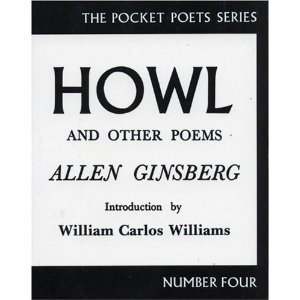 THE POCKET POETS SERIES
HOWL
AND OTHER POEMS
ALLEN GINSBERG
Introduction by
William Carlos Williams
NUMBER FOUR